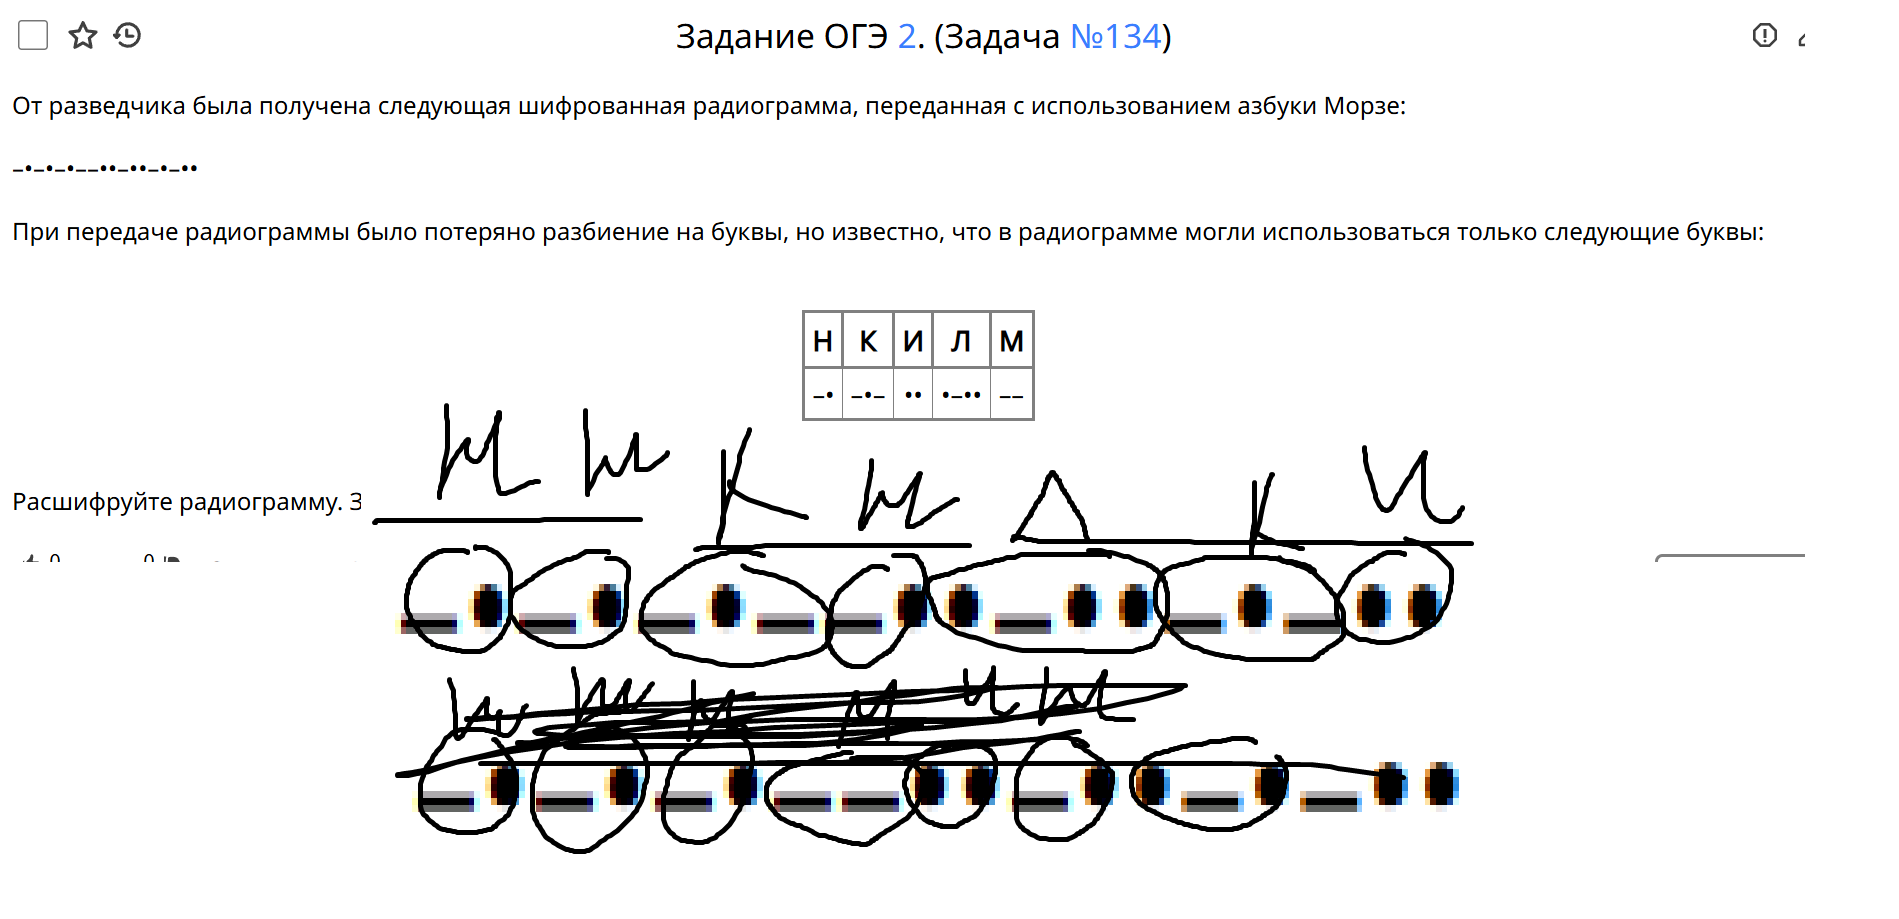 Задание ОГЭ 2. (Задача №134)
От разведчика была получена следующая шифрованная радиограмма, переданная с использованием азбуки Морзе:
–•–•–•––••–••–•–••
При передаче радиограммы было потеряно разбиение на буквы, но известно, что в радиограмме могли использоваться только следующие буквы:
Н К И Л М
–• –•– •• •–•• ––
Расшифруйте радиограмму. З
Н Н К Н Л К И
–• –• –•– –• •–•• –•– ••
–• –• –• –– •• –• •–• –••